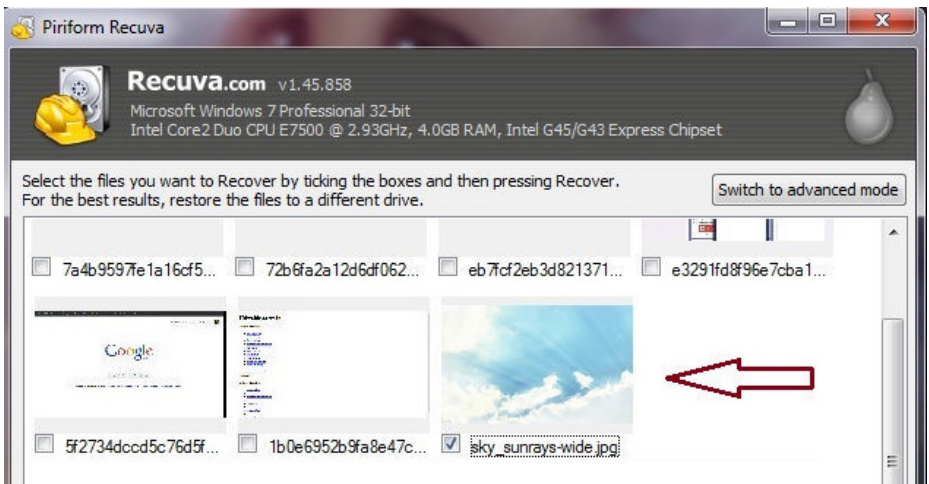 Piriform Recuva
Recuva.com v1.45.858
Microsoft Windows 7 Professional 32-bit
Intel Core2 Duo CPU E7500 @ 2.93GHz, 4.0GB RAM, Intel G45/G43 Express Chipset
Select the files you want to Recover by ticking the boxes and then pressing Recover.
For the best results, restore the files to a different drive.
Switch to advanced mode
7a4b9597fe1a16cf5...
72b6fa2a12d6df062...
eb7fcf2eb3d821371...
e3291fd8f96e7cba1...
Google
5f2734dccd5c76d5f...
1b0e6952b9fa8e47c...
sky_sunrays-wide.jpg